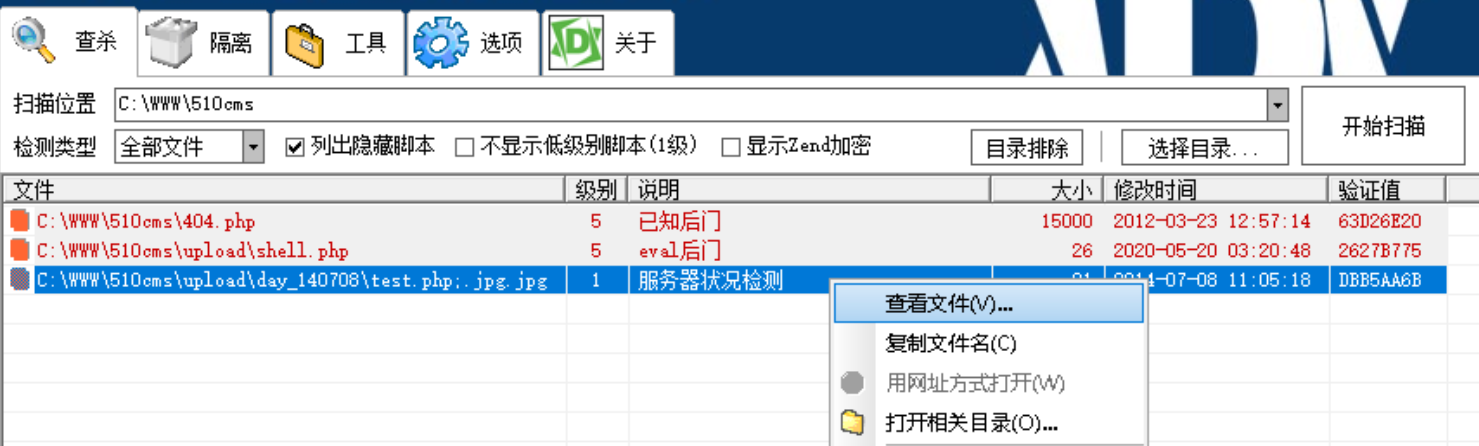 查杀 隔离 工具 选项 D 关于
扫描位置 C:\WWW\510cms
开始扫描
检测类型 全部文件 列出隐藏脚本 不显示低级别脚本(1级) 显示Zend加密 目录排除 选择目录...
文件 级别 说明 大小 修改时间 验证值
C:\WWW\510cms\404.php 5 已知后门 15000 2012-03-23 12:57:14 63D26E20
C:\WWW\510cms\upload\shell.php 5 eval后门 26 2020-05-20 03:20:48 2627B775
C:\WWW\510cms\upload\day_140708\test.php;.jpg.jpg 1 服务器状况检测 -07-08 11:05:18 DBB5AA6B
查看文件(V)...
复制文件名(C)
用网址方式打开(W)
打开相关目录(O)...